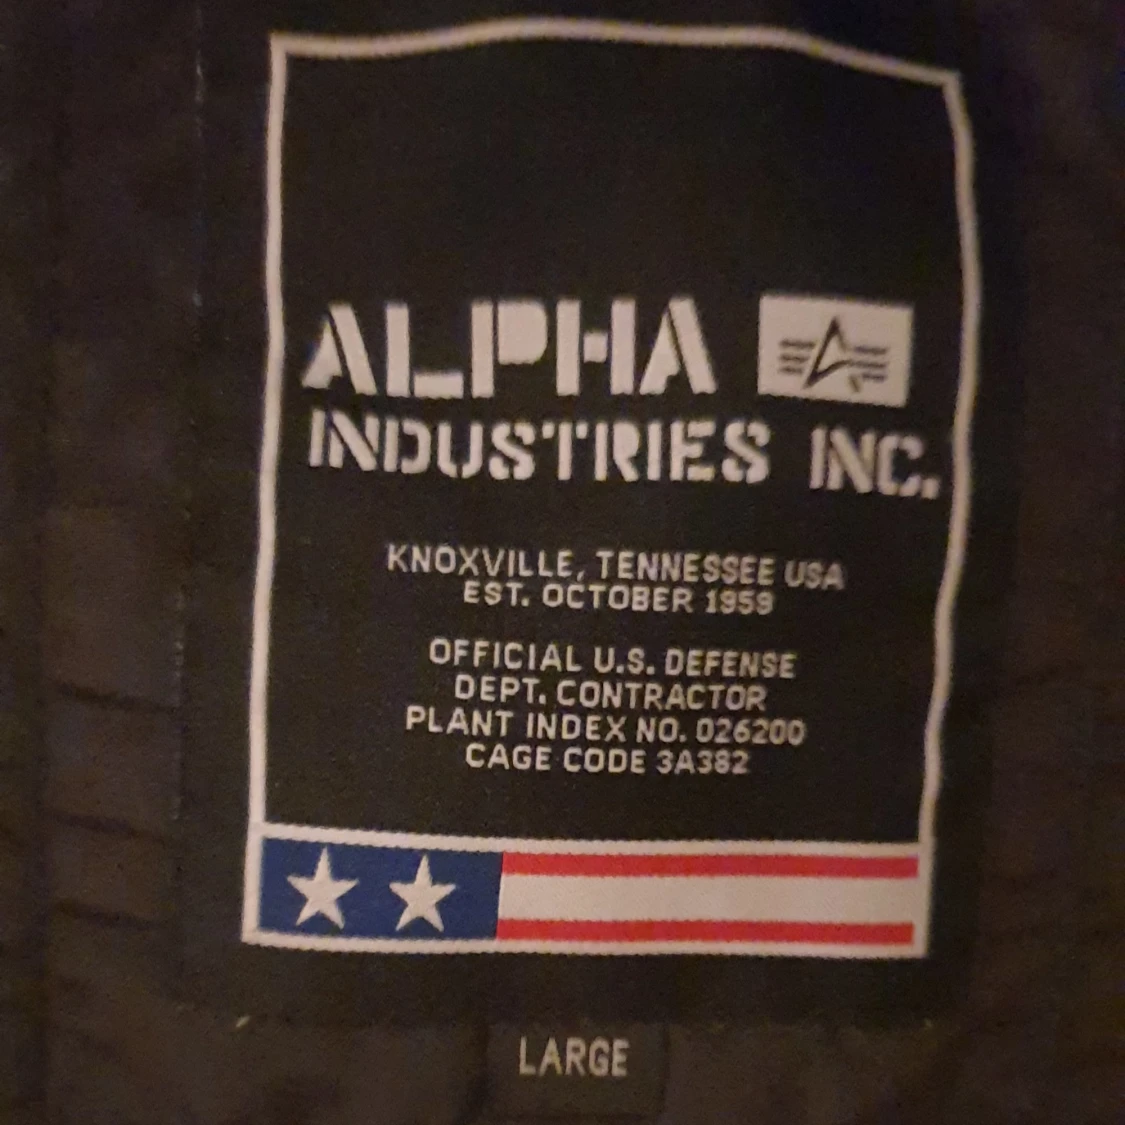 ALPHA
INDUSTRIES INC.
KNOXVILLE, TENNESSEE USA
EST. OCTOBER 1959
OFFICIAL U.S. DEFENSE
DEPT. CONTRACTOR
PLANT INDEX NO. 026200
CAGE CODE 3A382
LARGE